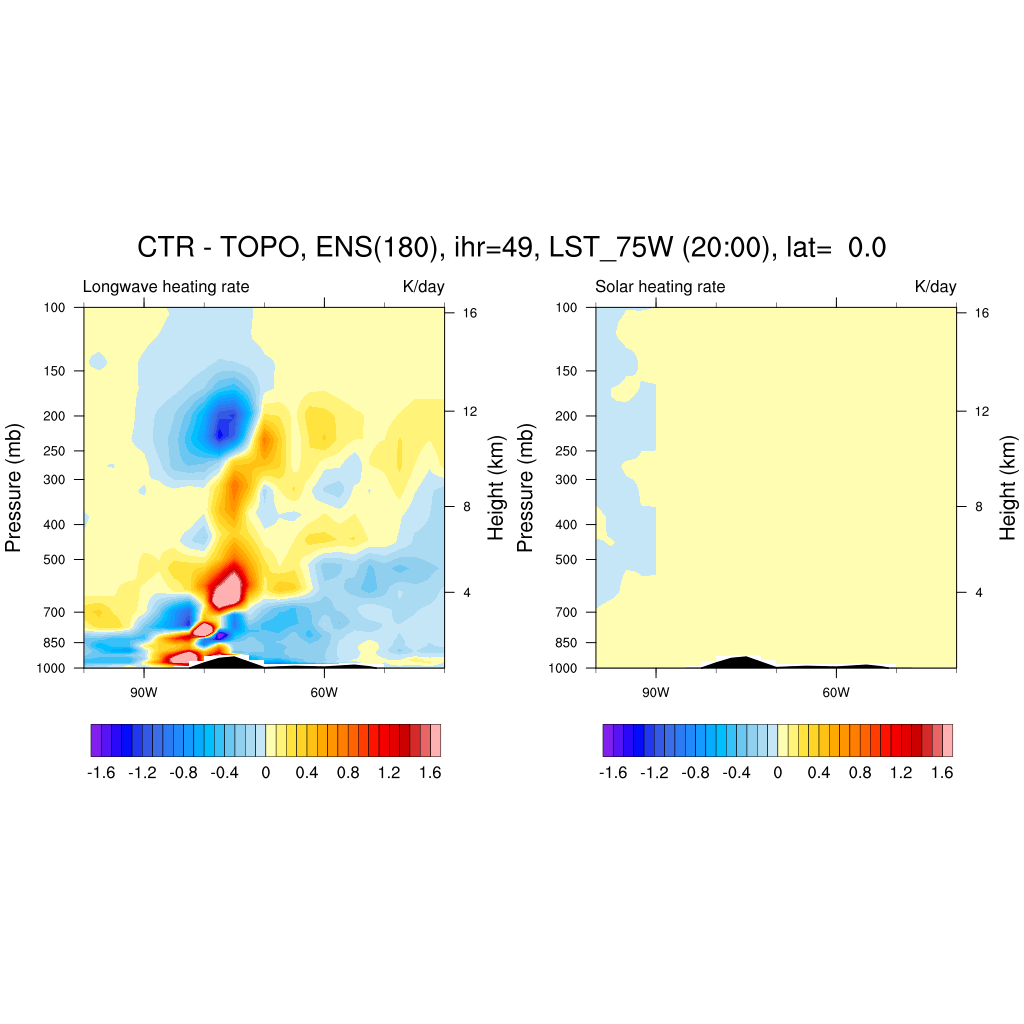 CTR - TOPO, ENS(180), ihr=49, LST_75W (20:00), lat=  0.0
Longwave heating rate K/day
Pressure (mb)
100
150
200
250
300
400
500
700
850
1000
16
12
8
4
Height (km)
90W 60W
-1.6 -1.2 -0.8 -0.4 0 0.4 0.8 1.2 1.6
Solar heating rate K/day
Pressure (mb)
100
150
200
250
300
400
500
700
850
1000
16
12
8
4
Height (km)
90W 60W
-1.6 -1.2 -0.8 -0.4 0 0.4 0.8 1.2 1.6